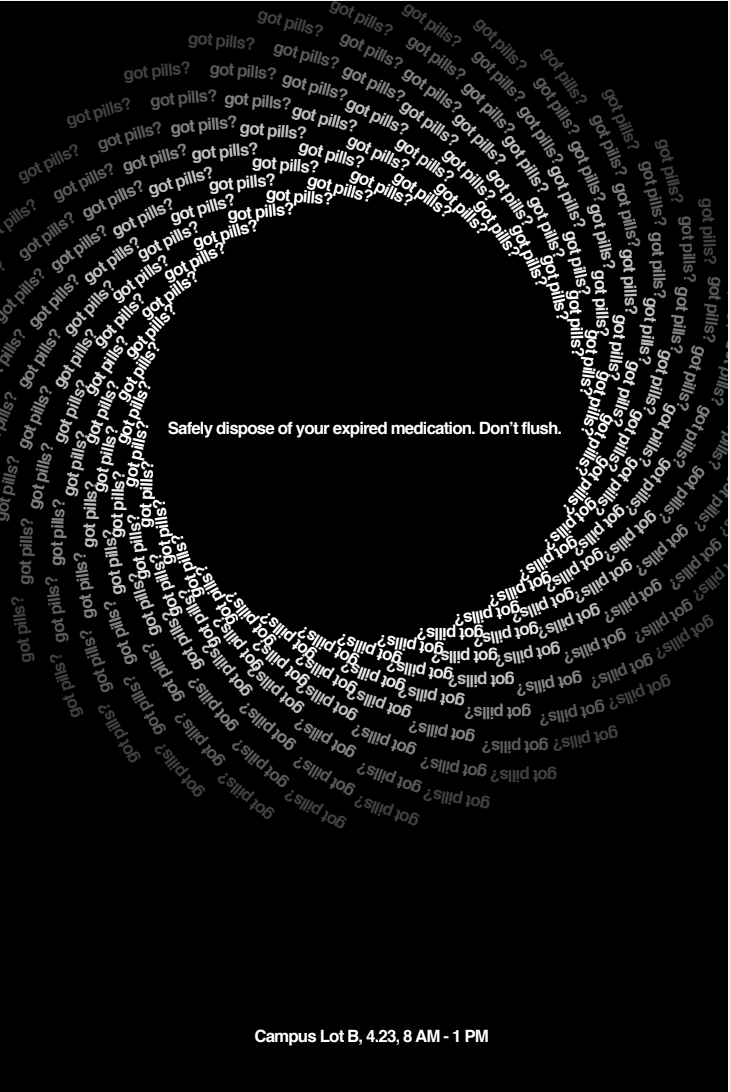 got pills?
Safely dispose of your expired medication. Don't flush.
Campus Lot B, 4.23, 8 AM - 1 PM